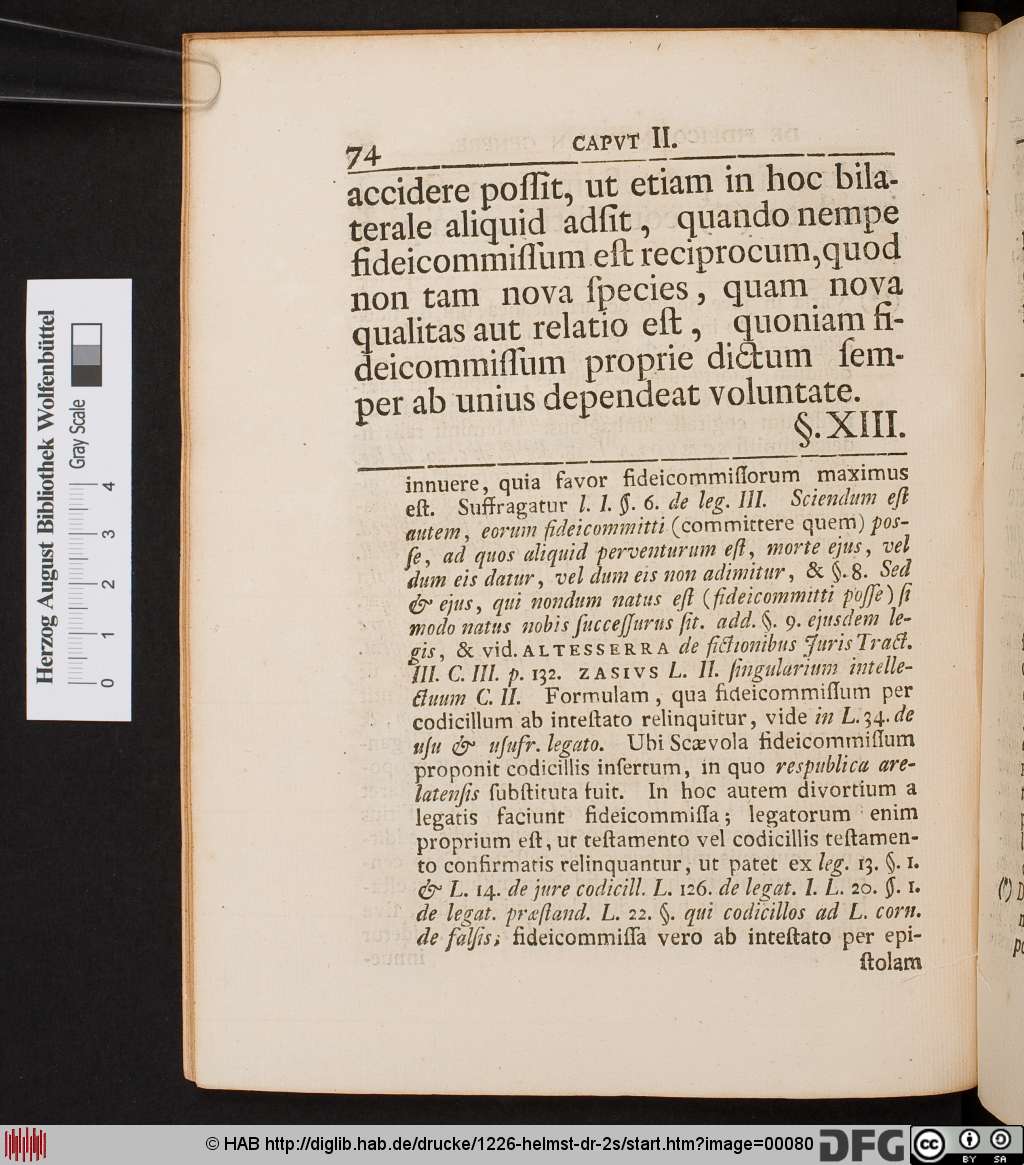 74 CAPVT II.
accidere poſſit, ut etiam in hoc bila-
terale aliquid adſit, quando nempe
fideicommiſſum eſt reciprocum, quod
non tam nova ſpecies, quam nova
qualitas aut relatio eſt, quoniam fi-
deicommiſſum proprie dictum ſem-
per ab unius dependeat voluntate.
§. XIII.
innuere, quia favor fideicommiſſorum maximus
eſt. Suffragatur l. 1. §. 6. de leg. III. Sciendum eſt
autem, eorum fideicommitti (committere quem) poſ-
ſe, ad quos aliquid perventurum eſt, morte ejus, vel
dum eis datur, vel dum eis non adimitur, & §. 8. Sed
& ejus, qui nondum natus eſt (fideicommitti poſſe) ſi
modo natus nobis ſucceſſurus ſit. add. §. 9. ejusdem le-
gis, & vid. ALTESSERRA de fictionibus Juris Tract.
III. C. III. p. 132. ZASIVS L. II. ſingularium intelle-
ctuum C. II. Formulam, qua fideicommiſſum per
codicillum ab inteſtato relinquitur, vide in L. 34. de
uſu & uſufr. legato. Ubi Scævola fideicommiſſum
proponit codicillis inſertum, in quo respublica are-
latenſis ſubſtituta fuit. In hoc autem divortium a
legatis faciunt fideicommiſſa; legatorum enim
proprium eſt, ut teſtamento vel codicillis teſtamen-
to confirmatis relinquantur, ut patet ex leg. 13. §. 1.
& L. 14. de jure codicill. L. 126. de legat. I. L. 20. §. 1.
de legat. præſtand. L. 22. §. qui codicillos ad L. corn.
de falſis; fideicommiſſa vero ab inteſtato per epi-
ſtolam
Herzog August Bibliothek Wolfenbüttel
Gray Scale
0 1 2 3 4
© HAB http://diglib.hab.de/drucke/1226-helmst-dr-2s/start.htm?image=00080 DFG cc BY SA